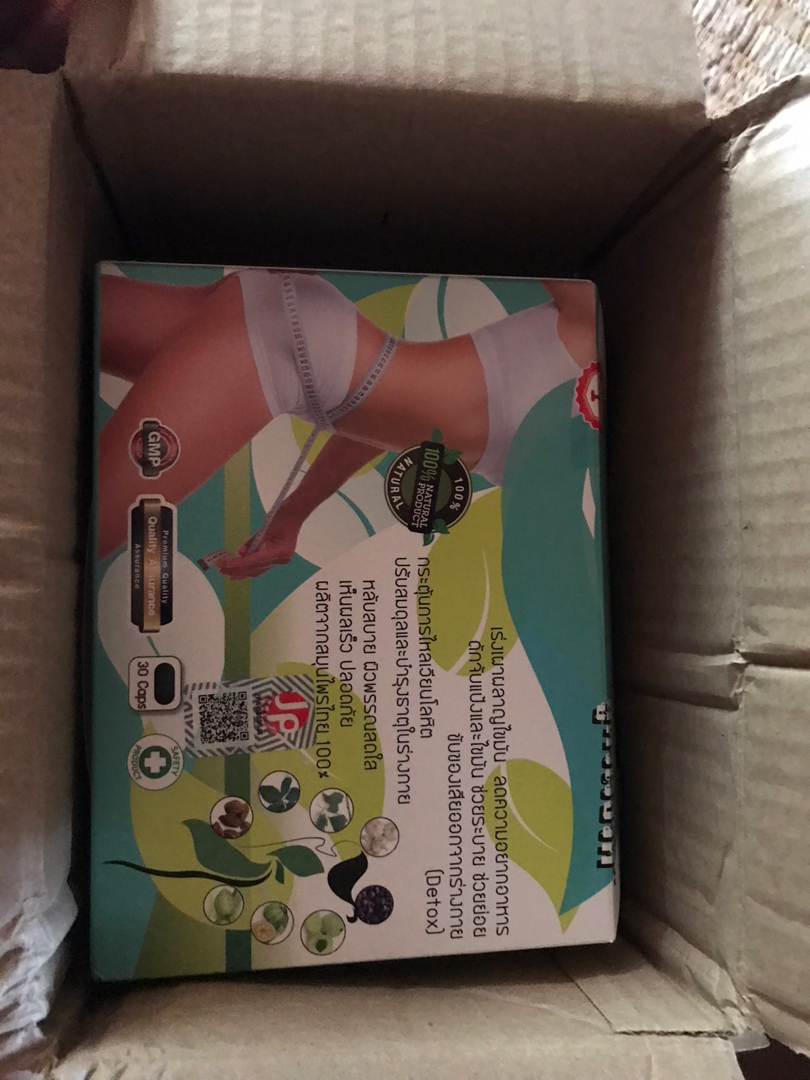 เร่งเผาผลาญไขมัน ลดความอยากอาหาร
ดักจับแป้งและไขมัน ช่วยระบาย ช่วยย่อย
ขับของเสียออกจากร่างกาย
(Detox)
กระตุ้นการไหลเวียนโลหิต
ปรับสมดุลและบำรุงธาตุในร่างกาย
หลับสบาย ผิวพรรณสดใส
เห็นผลเร็ว ปลอดภัย
ผลิตจากสมุนไพรไทย 100%
100%
100% NATURAL
PRODUCT
NATURAL
GMP
Premium Quality
Quality Assurance
Assurance
30 Caps
JP
SAFETY
PRODUCT